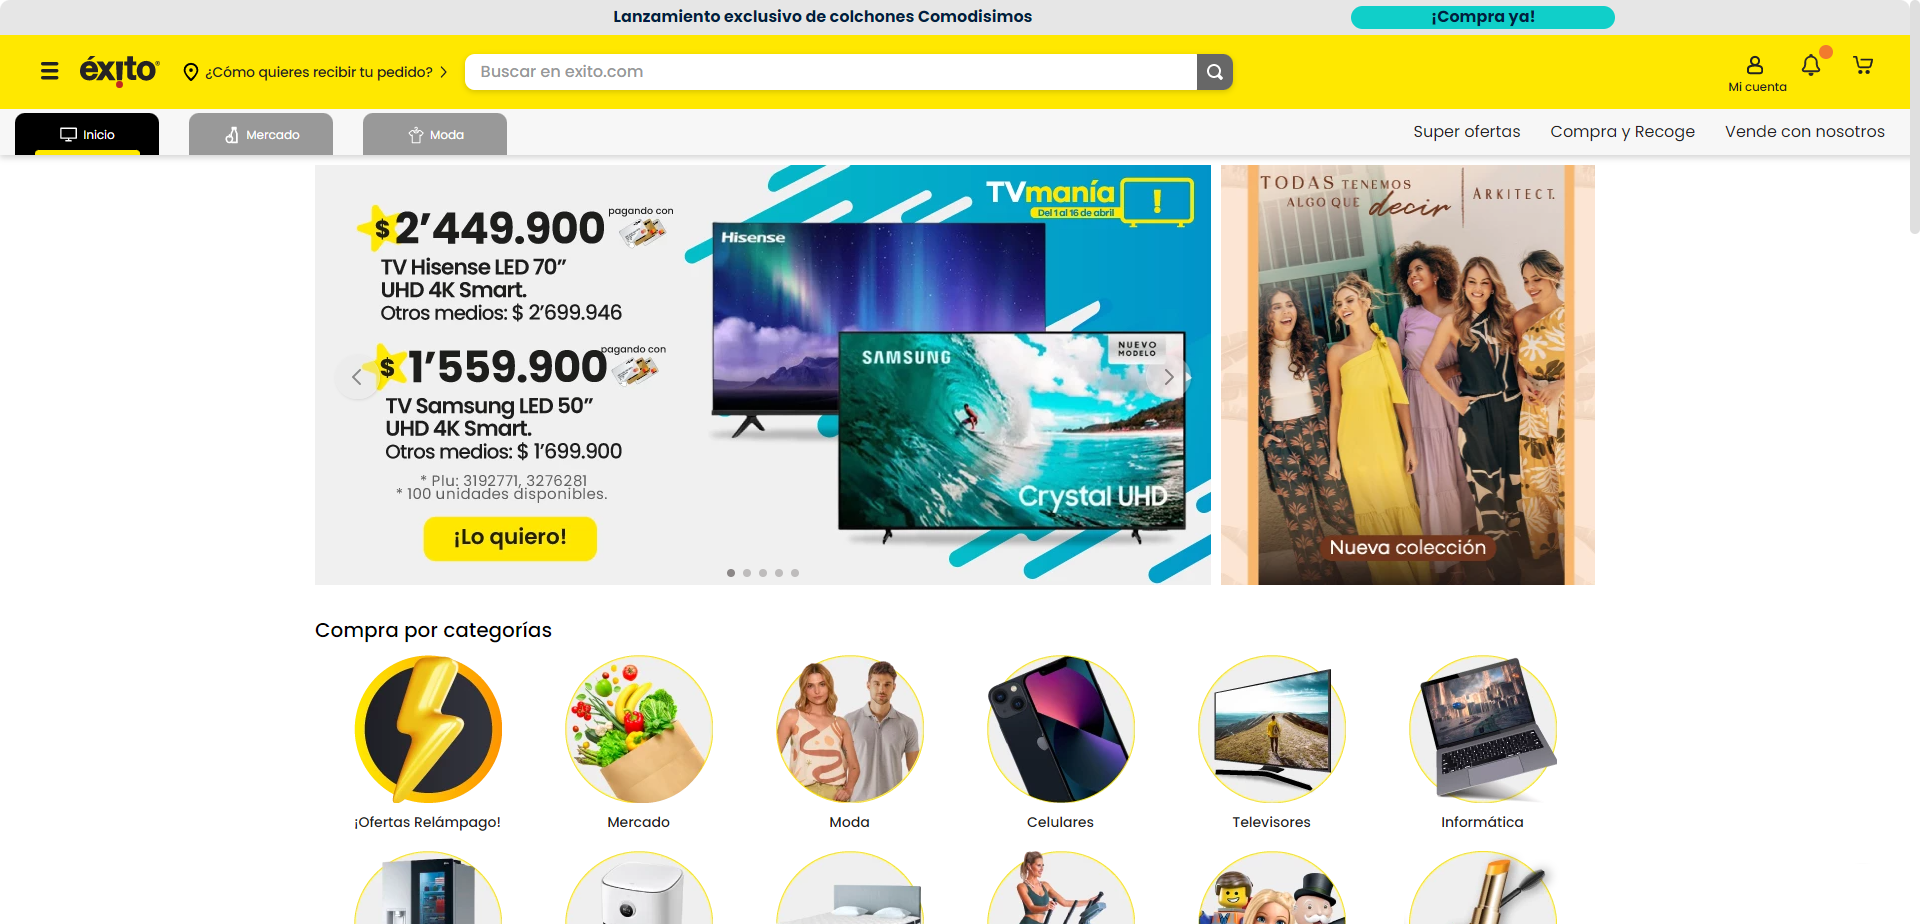 Lanzamiento exclusivo de colchones Comodisimos
¡Compra ya!
éxito
¿Cómo quieres recibir tu pedido?
Buscar en exito.com
Mi cuenta
Inicio
Mercado
Moda
Super ofertas
Compra y Recoge
Vende con nosotros
$2’449.900
pagando con
TV Hisense LED 70”
UHD 4K Smart.
Otros medios: $ 2’699.946
$1’559.900
pagando con
TV Samsung LED 50”
UHD 4K Smart.
Otros medios: $ 1’699.900
* Plu: 3192771, 3276281
* 100 unidades disponibles.
¡Lo quiero!
TVmanía
Del 1 al 16 de abril
Hisense
SAMSUNG
NUEVO
MODELO
Crystal UHD
TODAS TENEMOS
ALGO QUE decir
ARKITECT.
Nueva colección
Compra por categorías
¡Ofertas Relámpago!
Mercado
Moda
Celulares
Televisores
Informática